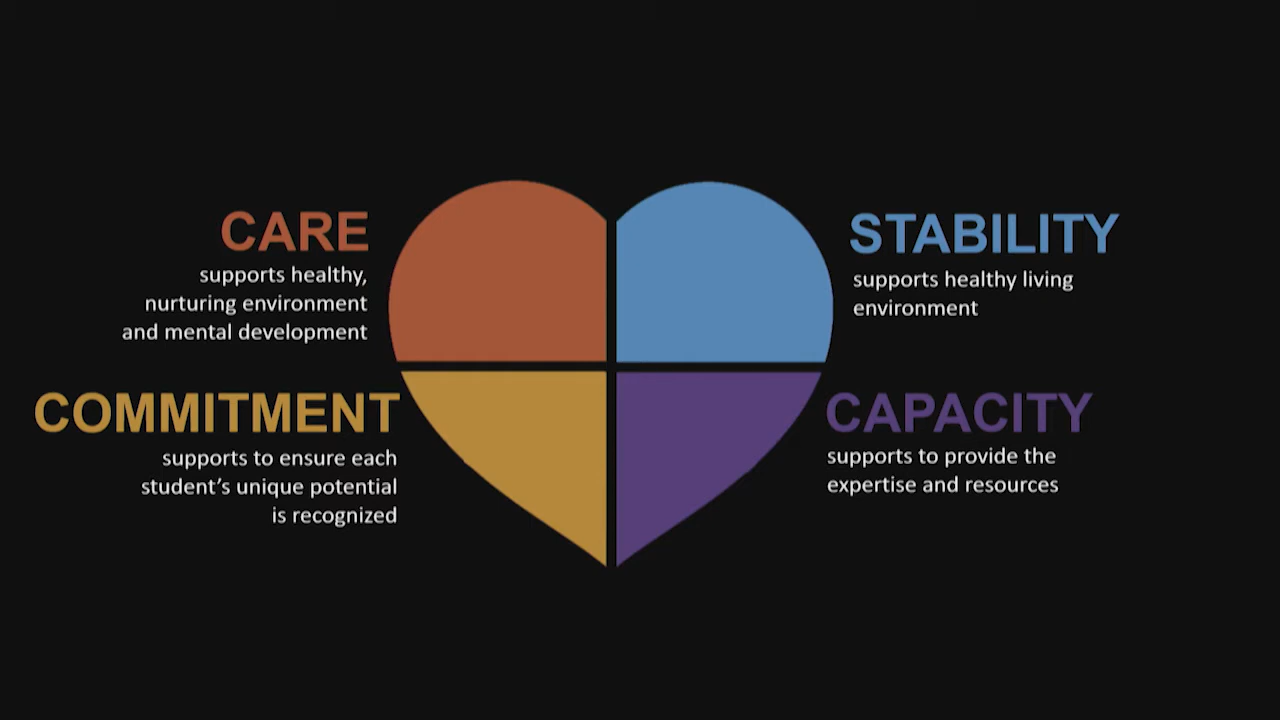 CARE
supports healthy,
nurturing environment
and mental development
STABILITY
supports healthy living
environment
COMMITMENT
supports to ensure each
student’s unique potential
is recognized
CAPACITY
supports to provide the
expertise and resources